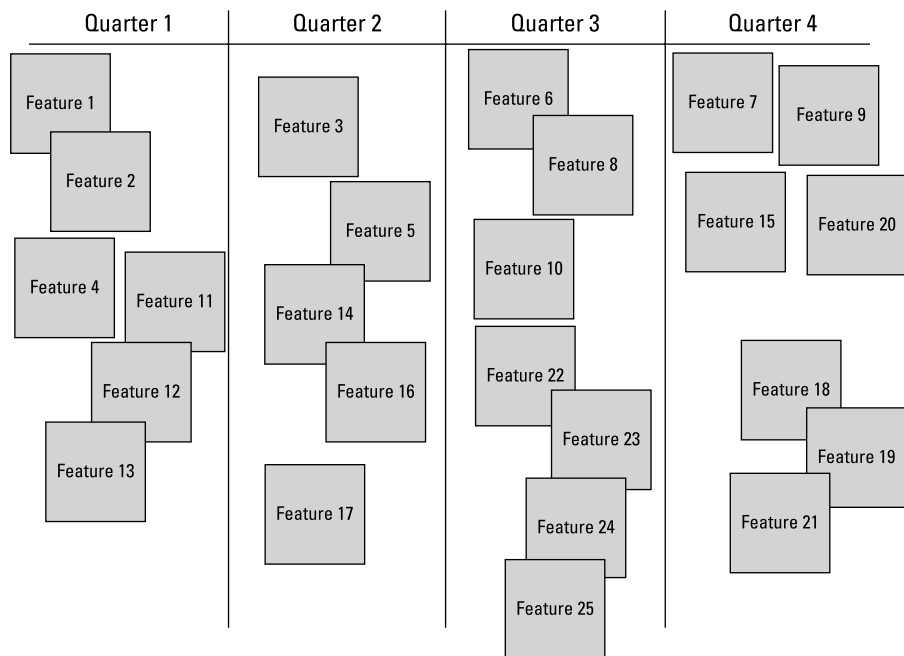 Quarter 1
Quarter 2
Quarter 3
Quarter 4
Feature 1
Feature 2
Feature 4
Feature 11
Feature 12
Feature 13
Feature 3
Feature 5
Feature 14
Feature 16
Feature 17
Feature 6
Feature 8
Feature 10
Feature 22
Feature 23
Feature 24
Feature 25
Feature 7
Feature 9
Feature 15
Feature 20
Feature 18
Feature 19
Feature 21